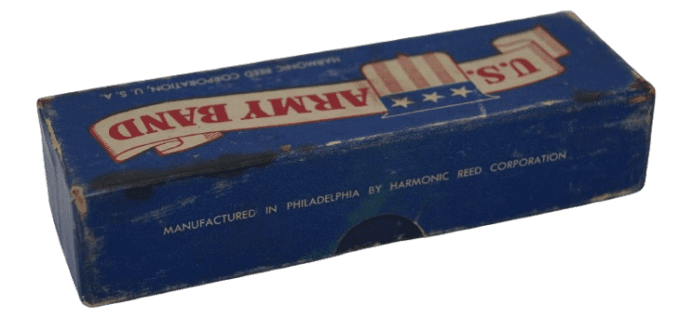 U.S.
ARMY BAND
HARMONIC REED CORPORATION, U. S. A
MANUFACTURED IN PHILADELPHIA BY HARMONIC REED CORPORATION